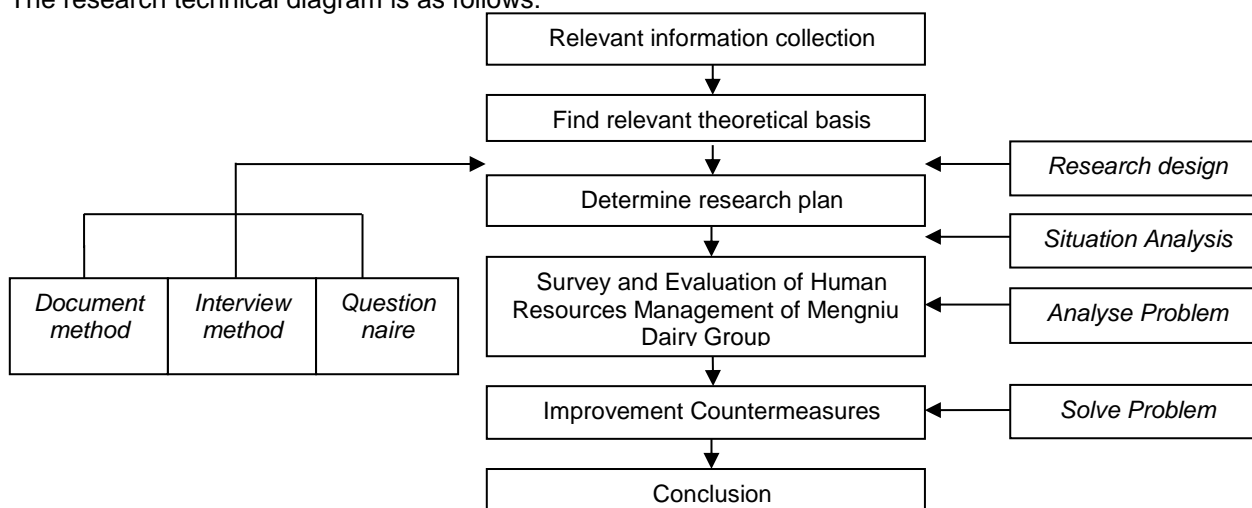 The research technical diagram is as follows:
Relevant information collection
Find relevant theoretical basis
Research design
Determine research plan
Situation Analysis
Document
method
Interview
method
Question
naire
Survey and Evaluation of Human
Resources Management of Mengniu
Dairy Group
Analyse Problem
Improvement Countermeasures
Solve Problem
Conclusion